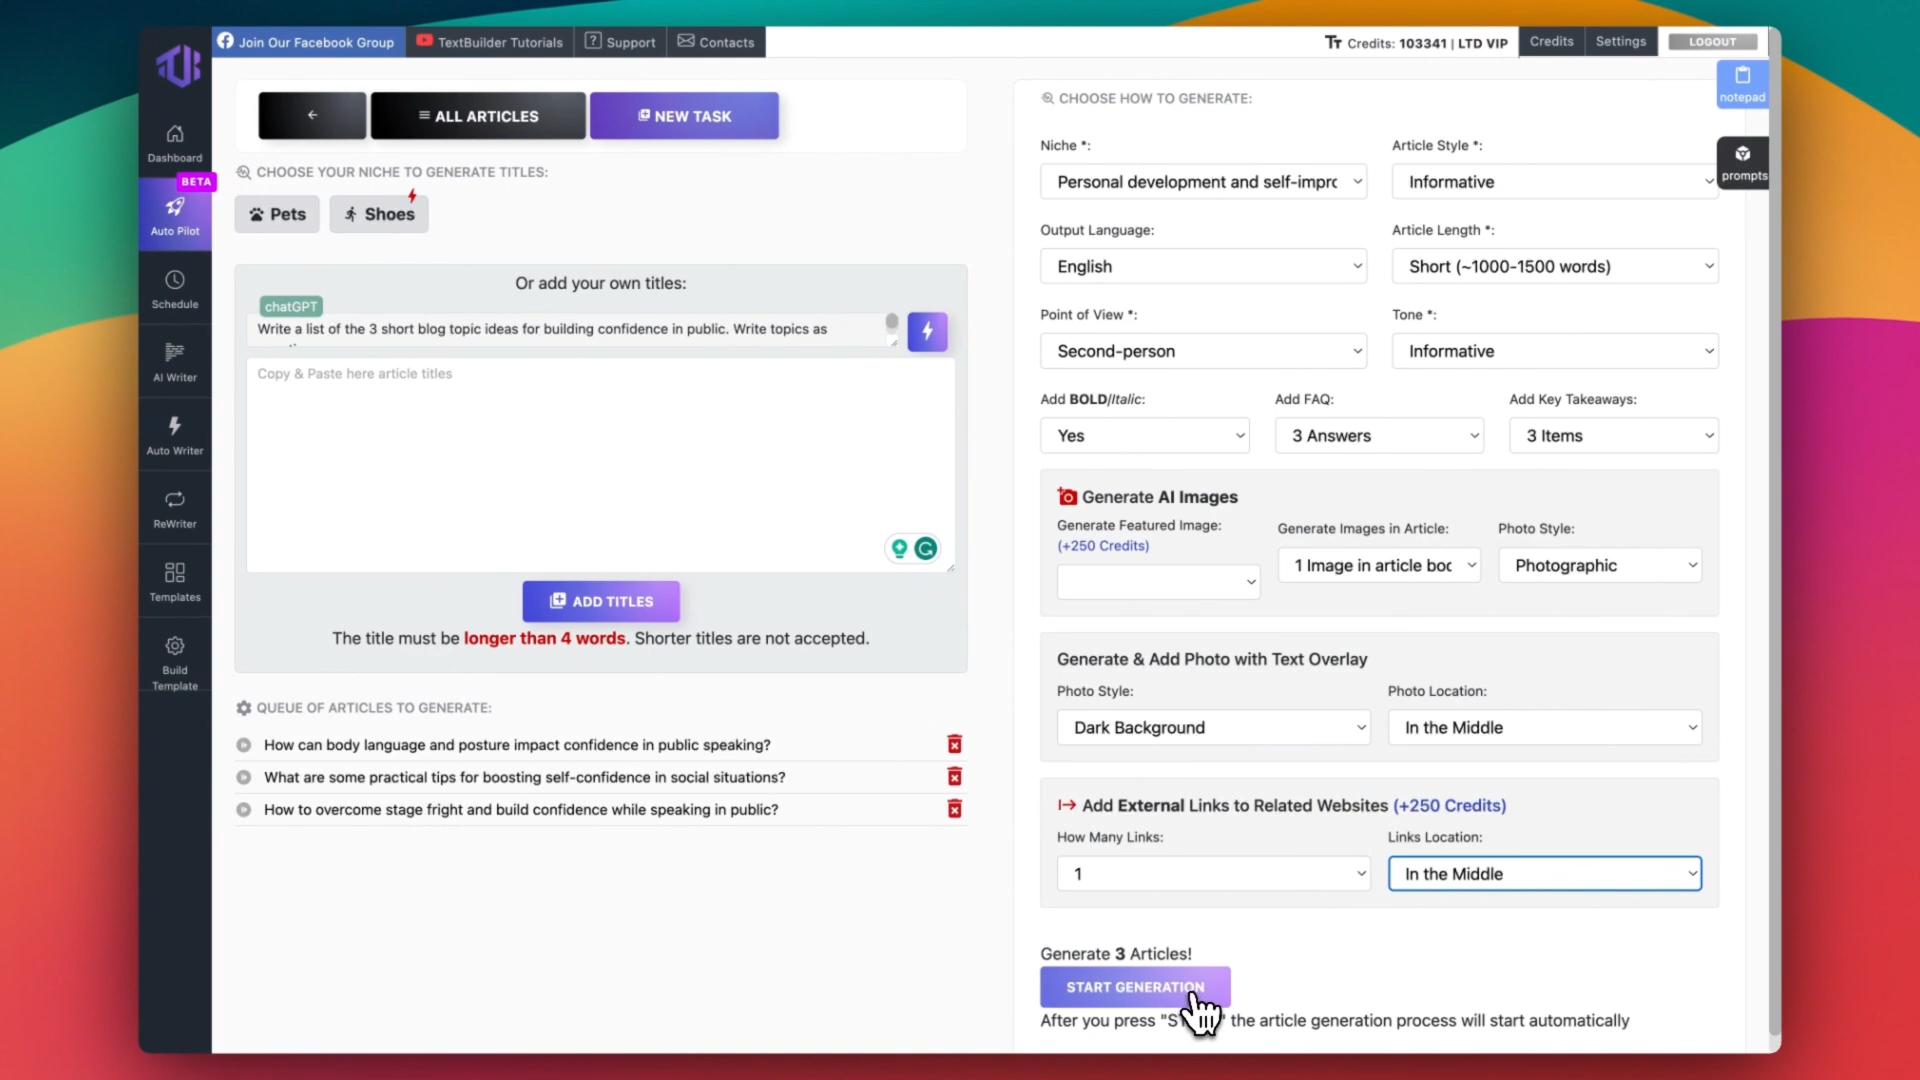 Join Our Facebook Group
TextBuilder Tutorials
Support
Contacts
Credits: 103341 | LTD VIP
Credits
Settings
LOGOUT
notepad
prompts
Dashboard
BETA
Auto Pilot
Schedule
AI Writer
Auto Writer
ReWriter
Templates
Build
Template
ALL ARTICLES
NEW TASK
CHOOSE YOUR NICHE TO GENERATE TITLES:
Pets
Shoes
Or add your own titles:
chatGPT
Write a list of the 3 short blog topic ideas for building confidence in public. Write topics as
Copy & Paste here article titles
ADD TITLES
The title must be longer than 4 words. Shorter titles are not accepted.
QUEUE OF ARTICLES TO GENERATE:
How can body language and posture impact confidence in public speaking?
What are some practical tips for boosting self-confidence in social situations?
How to overcome stage fright and build confidence while speaking in public?
CHOOSE HOW TO GENERATE:
Niche *:
Article Style *:
Personal development and self-impro
Informative
Output Language:
Article Length *:
English
Short (~1000-1500 words)
Point of View *:
Tone *:
Second-person
Informative
Add BOLD/Italic:
Add FAQ:
Add Key Takeaways:
Yes
3 Answers
3 Items
Generate AI Images
Generate Featured Image:
(+250 Credits)
Generate Images in Article:
Photo Style:
1 Image in article boc
Photographic
Generate & Add Photo with Text Overlay
Photo Style:
Photo Location:
Dark Background
In the Middle
Add External Links to Related Websites (+250 Credits)
How Many Links:
Links Location:
1
In the Middle
Generate 3 Articles!
START GENERATION
After you press "S the article generation process will start automatically